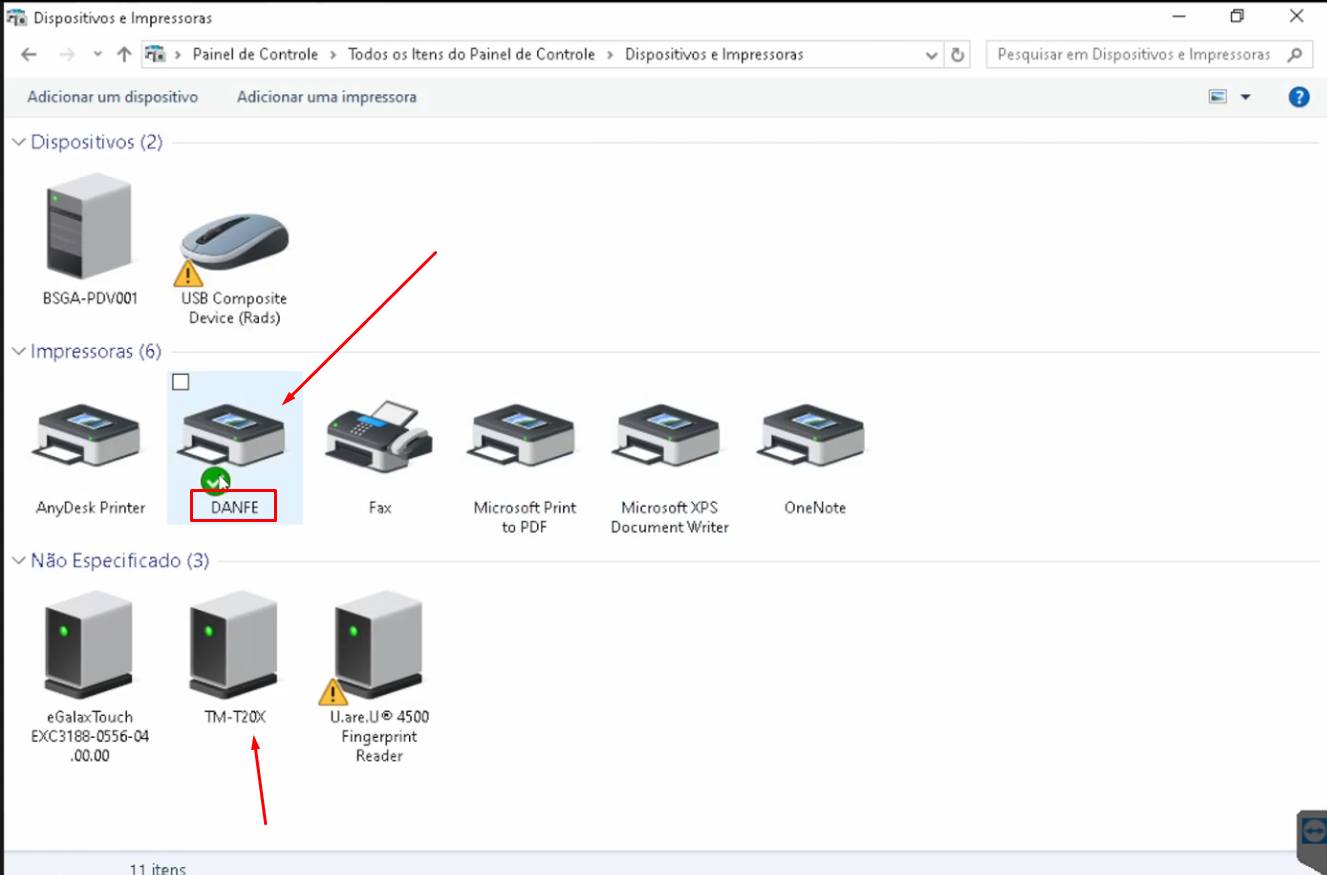 Dispositivos e Impressoras
Painel de Controle > Todos os Itens do Painel de Controle > Dispositivos e Impressoras
Pesquisar em Dispositivos e Impressoras
Adicionar um dispositivo
Adicionar uma impressora
?
Dispositivos (2)
BSGA-PDV001
USB Composite
Device (Rads)
Impressoras (6)
AnyDesk Printer
DANFE
Fax
Microsoft Print
to PDF
Microsoft XPS
Document Writer
OneNote
Não Especificado (3)
eGalaxTouch
EXC3188-0556-04
.00.00
TM-T20X
U.are.U® 4500
Fingerprint
Reader
11 itens